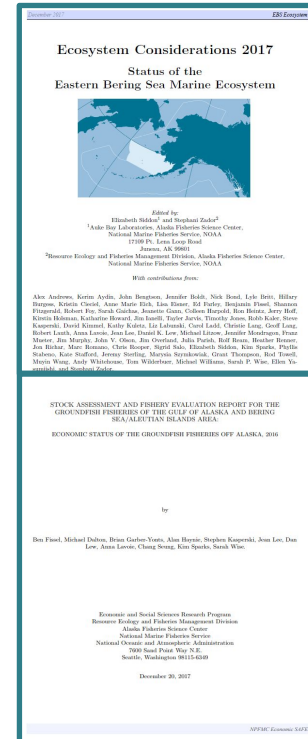 December 2017 EBS Ecosystem
Ecosystem Considerations 2017
Status of the
Eastern Bering Sea Marine Ecosystem
Edited by:
Elizabeth Siddon1 and Stephani Zador2
1Auke Bay Laboratories, Alaska Fisheries Science Center,
National Marine Fisheries Service, NOAA
17109 Pt. Lena Loop Road
Juneau, AK 99801
2Resource Ecology and Fisheries Management Division, Alaska Fisheries Science Center,
National Marine Fisheries Service, NOAA
With contributions from:
Alex Andrews, Kerim Aydin, John Bengtson, Jennifer Boldt, Nick Bond, Lyle Britt, Hillary
Burgess, Kristin Cieciel, Anne Marie Eich, Lisa Eisner, Ed Farley, Benjamin Fissel, Shannon
Fitzgerald, Robert Foy, Sarah Gaichas, Jeanette Gann, Colleen Harpold, Ron Heintz, Jerry Hoff,
Kirstin Holsman, Katharine Howard, Jim Ianelli, Tayler Jarvis, Timothy Jones, Robb Kaler, Steve
Kasperski, David Kimmel, Kathy Kuletz, Liz Labunski, Carol Ladd, Christie Lang, Geoff Lang,
Robert Lauth, Anna Lavoie, Jean Lee, Daniel K. Lew, Michael Litzow, Jennifer Mondragon, Franz
Mueter, Jim Murphy, John V. Olson, Jim Overland, Julia Parrish, Rolf Ream, Heather Renner,
Jon Richar, Marc Romano, Chris Rooper, Sigrid Salo, Elizabeth Siddon, Kim Sparks, Phyllis
Stabeno, Kate Stafford, Jeremy Sterling, Marysia Szymkowiak, Grant Thompson, Rod Towell,
Muyin Wang, Andy Whitehouse, Tom Wilderbuer, Michael Williams, Sarah P. Wise, Ellen Ya-
sumiishi, and Stephani Zador.
STOCK ASSESSMENT AND FISHERY EVALUATION REPORT FOR THE
GROUNDFISH FISHERIES OF THE GULF OF ALASKA AND BERING
SEA/ALEUTIAN ISLANDS AREA:
ECONOMIC STATUS OF THE GROUNDFISH FISHERIES OFF ALASKA, 2016
by
Ben Fissel, Michael Dalton, Brian Garber-Yonts, Alan Haynie, Stephen Kasperski, Jean Lee, Dan
Lew, Anna Lavoie, Chang Seung, Kim Sparks, Sarah Wise.
Economic and Social Sciences Research Program
Resource Ecology and Fisheries Management Division
Alaska Fisheries Science Center
National Marine Fisheries Service
National Oceanic and Atmospheric Administration
7600 Sand Point Way N.E.
Seattle, Washington 98115-6349
December 20, 2017
NPFMC Economic SAFE